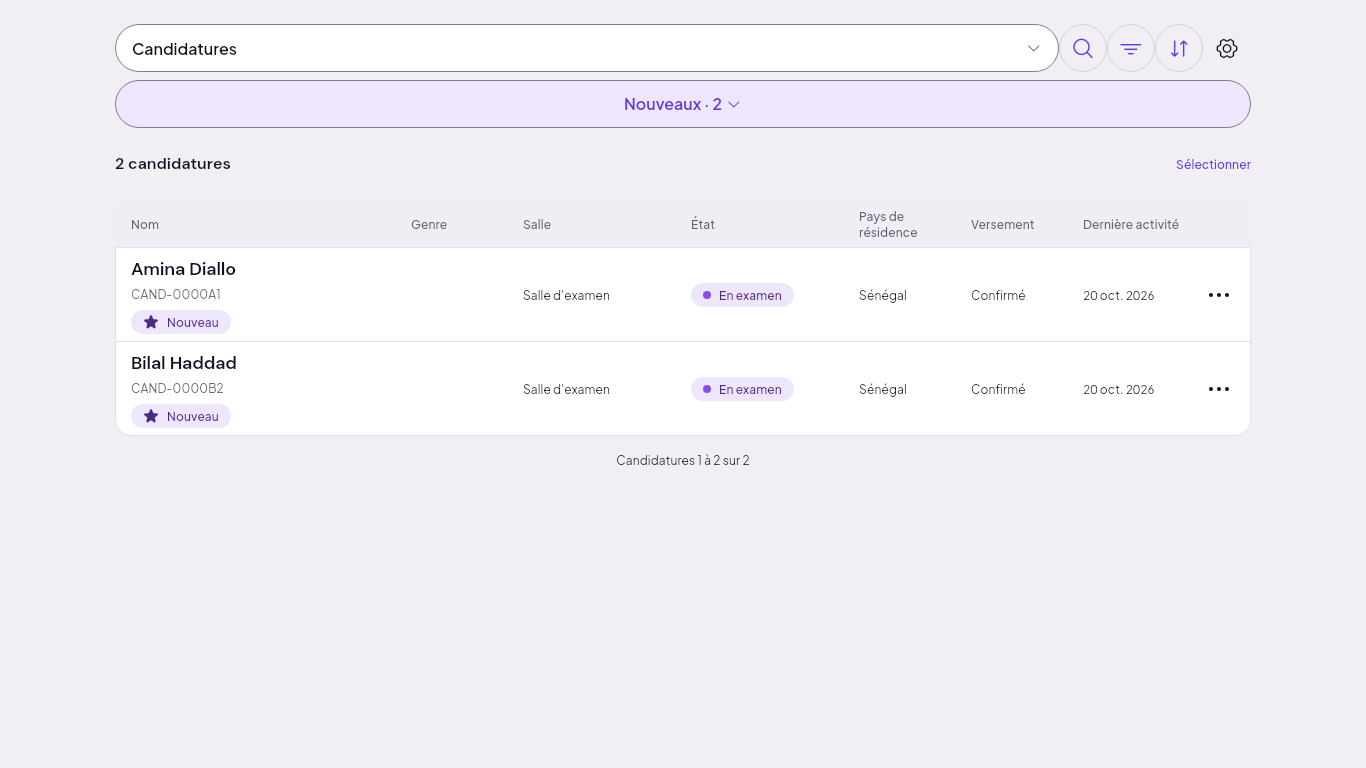 Candidatures
Nouveaux · 2
2 candidatures
Sélectionner
Nom
Genre
Salle
État
Pays de
résidence
Versement
Dernière activité
Amina Diallo
CAND-0000A1
Nouveau
Salle d'examen
En examen
Sénégal
Confirmé
20 oct. 2026
Bilal Haddad
CAND-0000B2
Nouveau
Salle d'examen
En examen
Sénégal
Confirmé
20 oct. 2026
Candidatures 1 à 2 sur 2